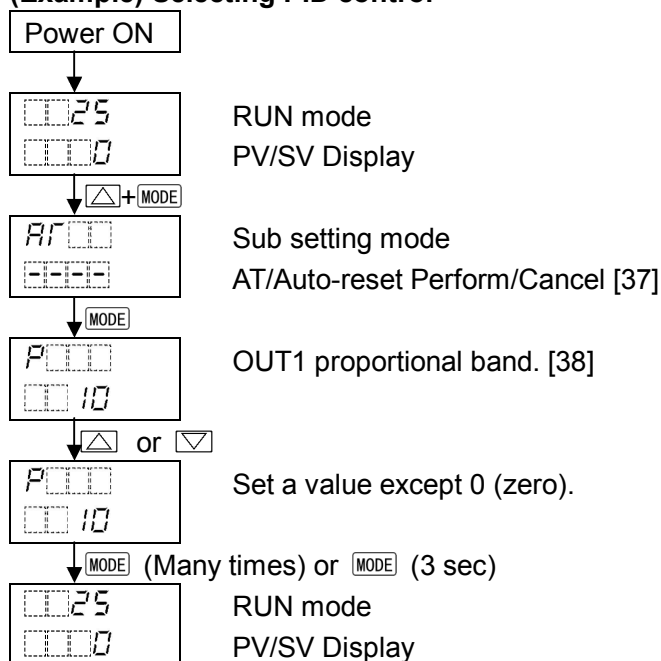 (Example) Selecting PID control
Power ON
25 RUN mode
0 PV/SV Display
△+MODE
AT Sub setting mode
---- AT/Auto-reset Perform/Cancel [37]
MODE
P OUT1 proportional band. [38]
10
△ or ▽
P Set a value except 0 (zero).
10
MODE (Many times) or MODE (3 sec)
25 RUN mode
0 PV/SV Display